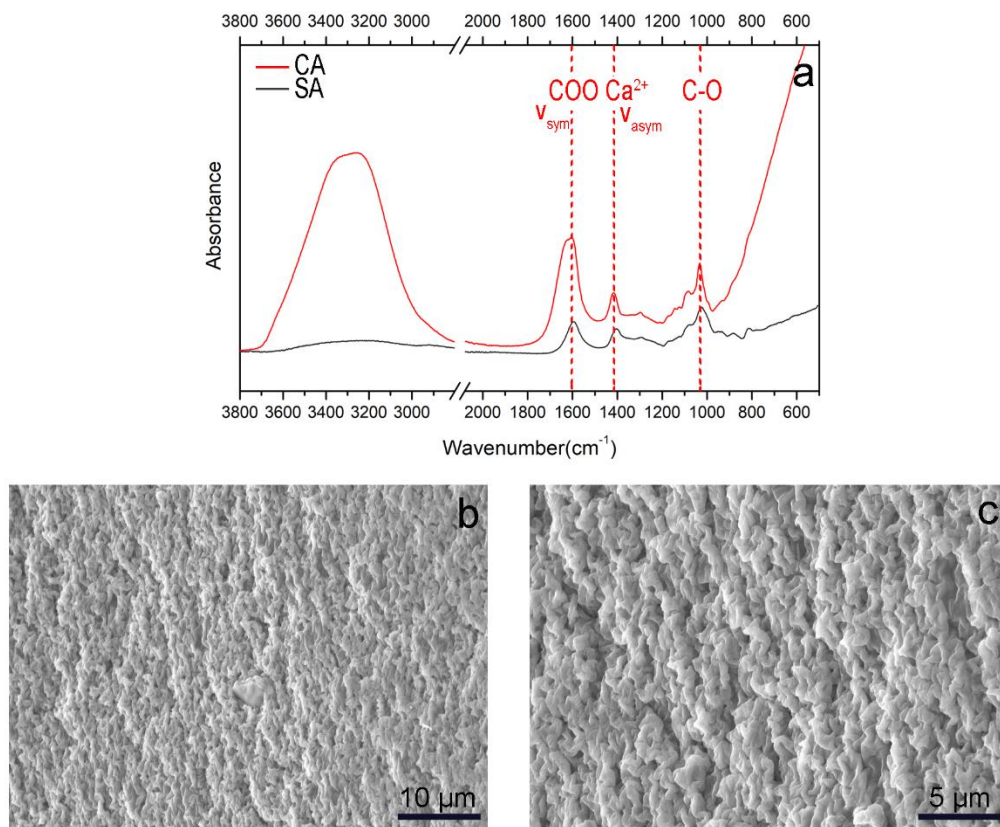 3800 3600 3400 3200 3000 2000 1800 1600 1400 1200 1000 800 600
CA
SA
a
COO Ca²⁺ C-O
ν_sym ν_asym
Absorbance
3800 3600 3400 3200 3000 2000 1800 1600 1400 1200 1000 800 600
Wavenumber(cm⁻¹)
b
10 µm
c
5 µm